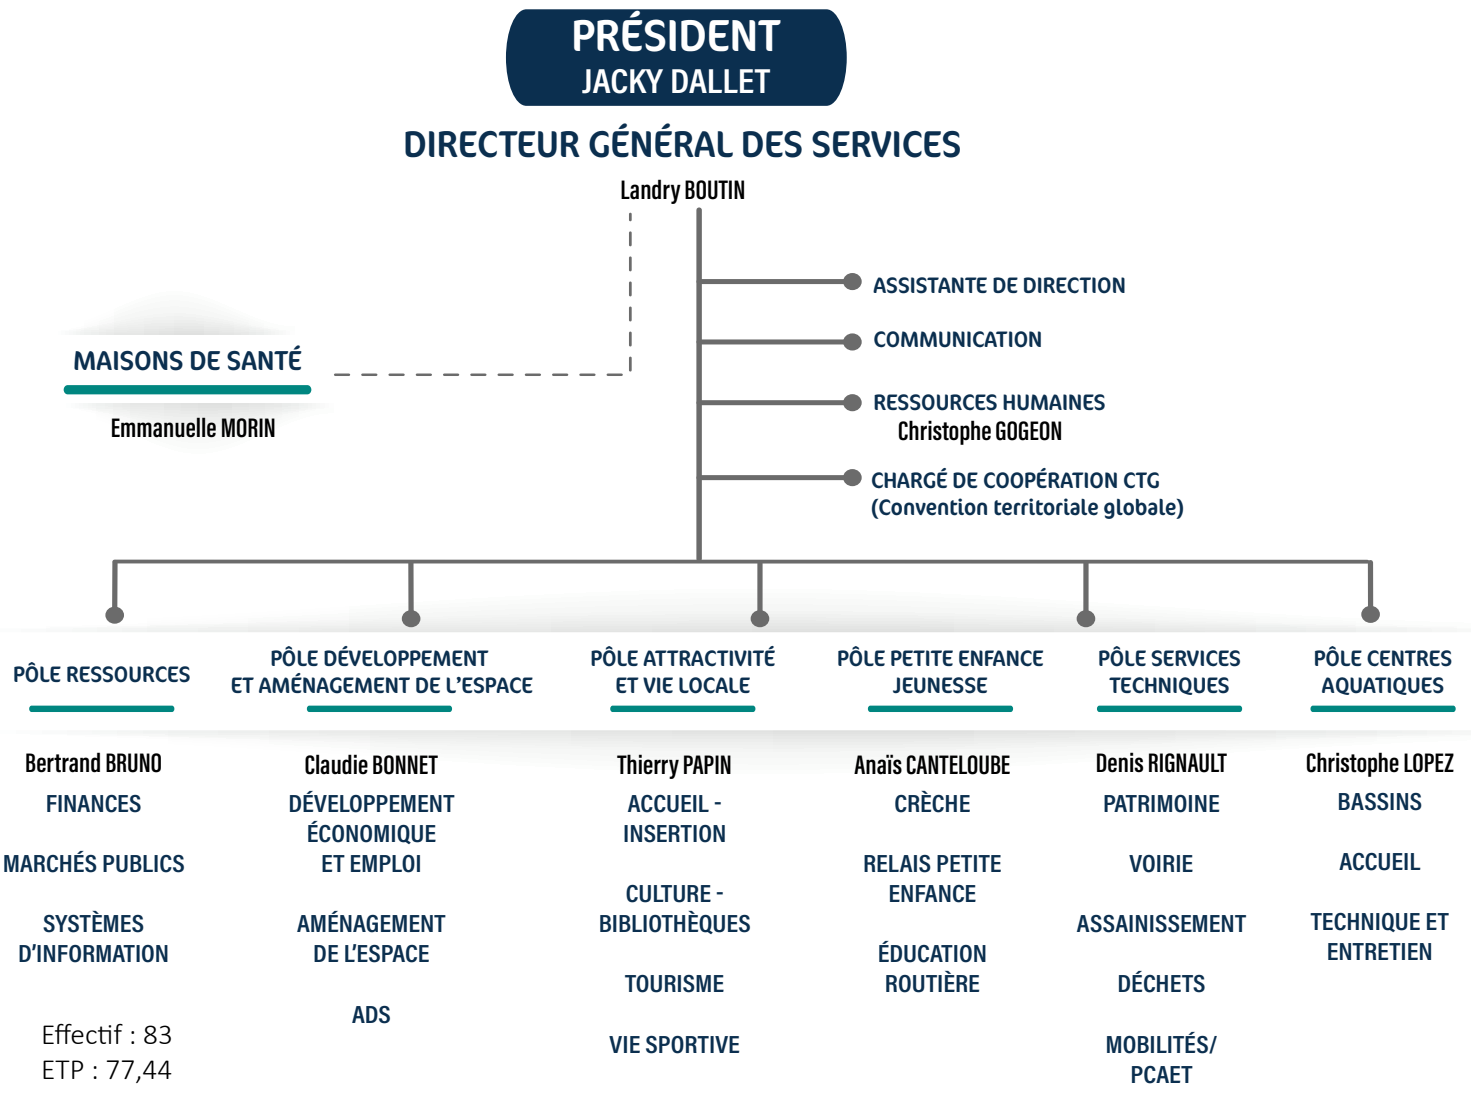 PRÉSIDENT
JACKY DALLET
DIRECTEUR GÉNÉRAL DES SERVICES
Landry BOUTIN
ASSISTANTE DE DIRECTION
COMMUNICATION
MAISONS DE SANTÉ
Emmanuelle MORIN
RESSOURCES HUMAINES
Christophe GOGEON
CHARGÉ DE COOPÉRATION CTG
(Convention territoriale globale)
PÔLE RESSOURCES
Bertrand BRUNO
FINANCES
MARCHÉS PUBLICS
SYSTÈMES
D'INFORMATION
PÔLE DÉVELOPPEMENT
ET AMÉNAGEMENT DE L'ESPACE
Claudie BONNET
DÉVELOPPEMENT
ÉCONOMIQUE
ET EMPLOI
AMÉNAGEMENT
DE L'ESPACE
ADS
PÔLE ATTRACTIVITÉ
ET VIE LOCALE
Thierry PAPIN
ACCUEIL -
INSERTION
CULTURE -
BIBLIOTHÈQUES
TOURISME
VIE SPORTIVE
PÔLE PETITE ENFANCE
JEUNESSE
Anaïs CANTELOUBE
CRÈCHE
RELAIS PETITE
ENFANCE
ÉDUCATION
ROUTIÈRE
PÔLE SERVICES
TECHNIQUES
Denis RIGNAULT
PATRIMOINE
VOIRIE
ASSAINISSEMENT
DÉCHETS
MOBILITÉS/
PCAET
PÔLE CENTRES
AQUATIQUES
Christophe LOPEZ
BASSINS
ACCUEIL
TECHNIQUE ET
ENTRETIEN
Effectif : 83
ETP : 77,44